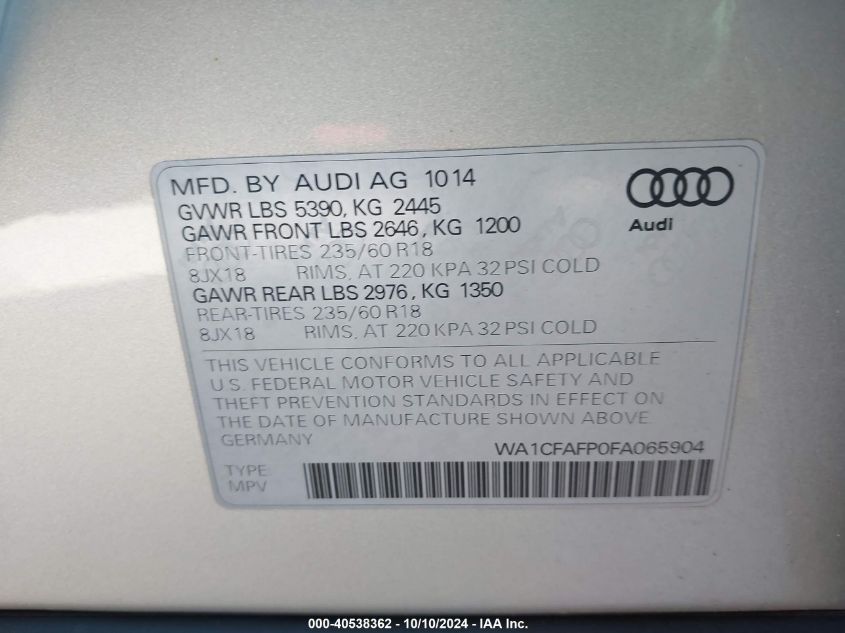 MFD. BY AUDI AG 1014
GVWR LBS 5390, KG 2445
GAWR FRONT LBS 2646, KG 1200
FRONT-TIRES 235/60 R18
8JX18 RIMS, AT 220 KPA 32 PSI COLD
GAWR REAR LBS 2976, KG 1350
REAR-TIRES 235/60 R18
8JX18 RIMS, AT 220 KPA 32 PSI COLD
Audi
THIS VEHICLE CONFORMS TO ALL APPLICABLE
U.S. FEDERAL MOTOR VEHICLE SAFETY AND
THEFT PREVENTION STANDARDS IN EFFECT ON
THE DATE OF MANUFACTURE SHOWN ABOVE.
GERMANY
WA1CFAFP0FA065904
TYPE:
MPV
000-40538362 - 10/10/2024 - IAA Inc.